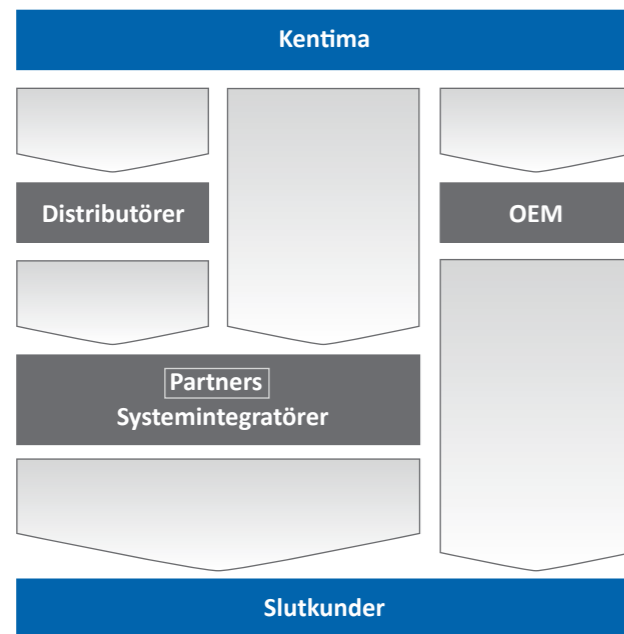 Kentima
Distributörer
OEM
Partners
Systemintegratörer
Slutkunder